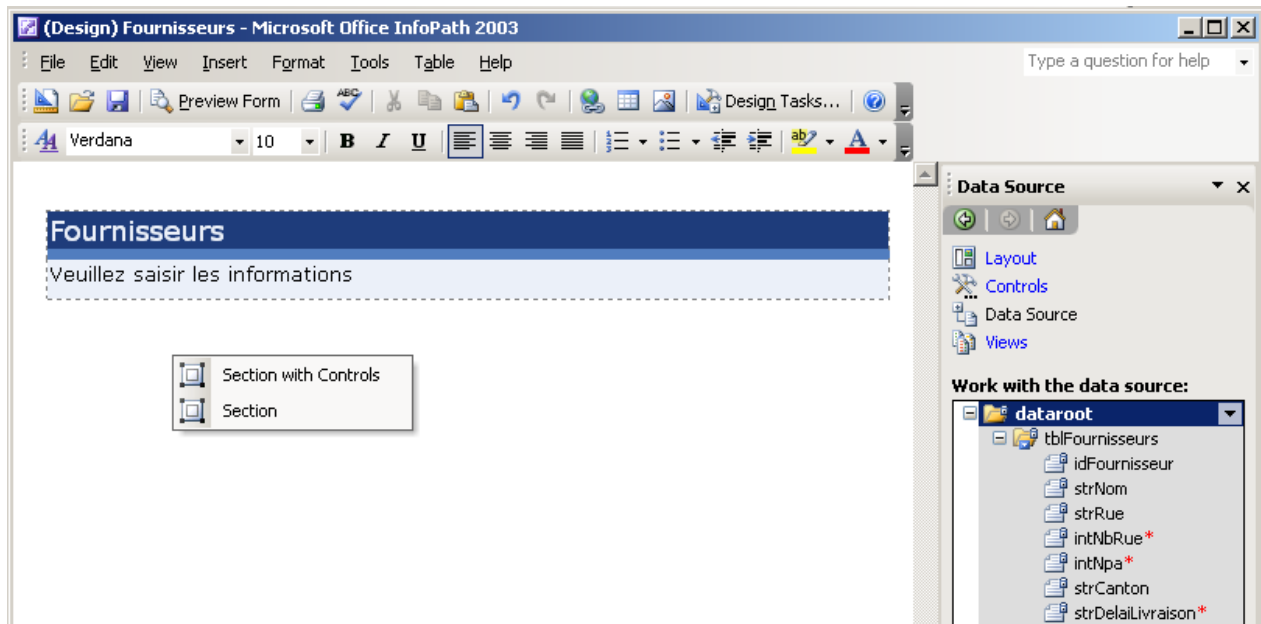 (Design) Fournisseurs - Microsoft Office InfoPath 2003
File Edit View Insert Format Tools Table Help
Type a question for help
Preview Form
ABC
Design Tasks...
Verdana
10
B I U
ab
A
Data Source
Fournisseurs
Veuillez saisir les informations
Layout
Controls
Data Source
Views
Section with Controls
Section
Work with the data source:
dataroot
tblFournisseurs
idFournisseur
strNom
strRue
intNbRue*
intNpa*
strCanton
strDelaiLivraison*